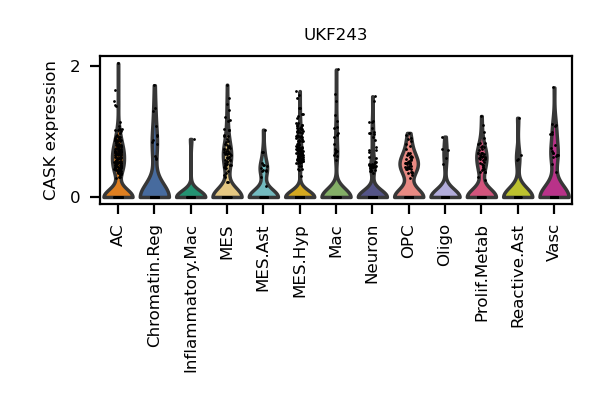 UKF243
CASK expression
2
0
AC
Chromatin.Reg
Inflammatory.Mac
MES
MES.Ast
MES.Hyp
Mac
Neuron
OPC
Oligo
Prolif.Metab
Reactive.Ast
Vasc